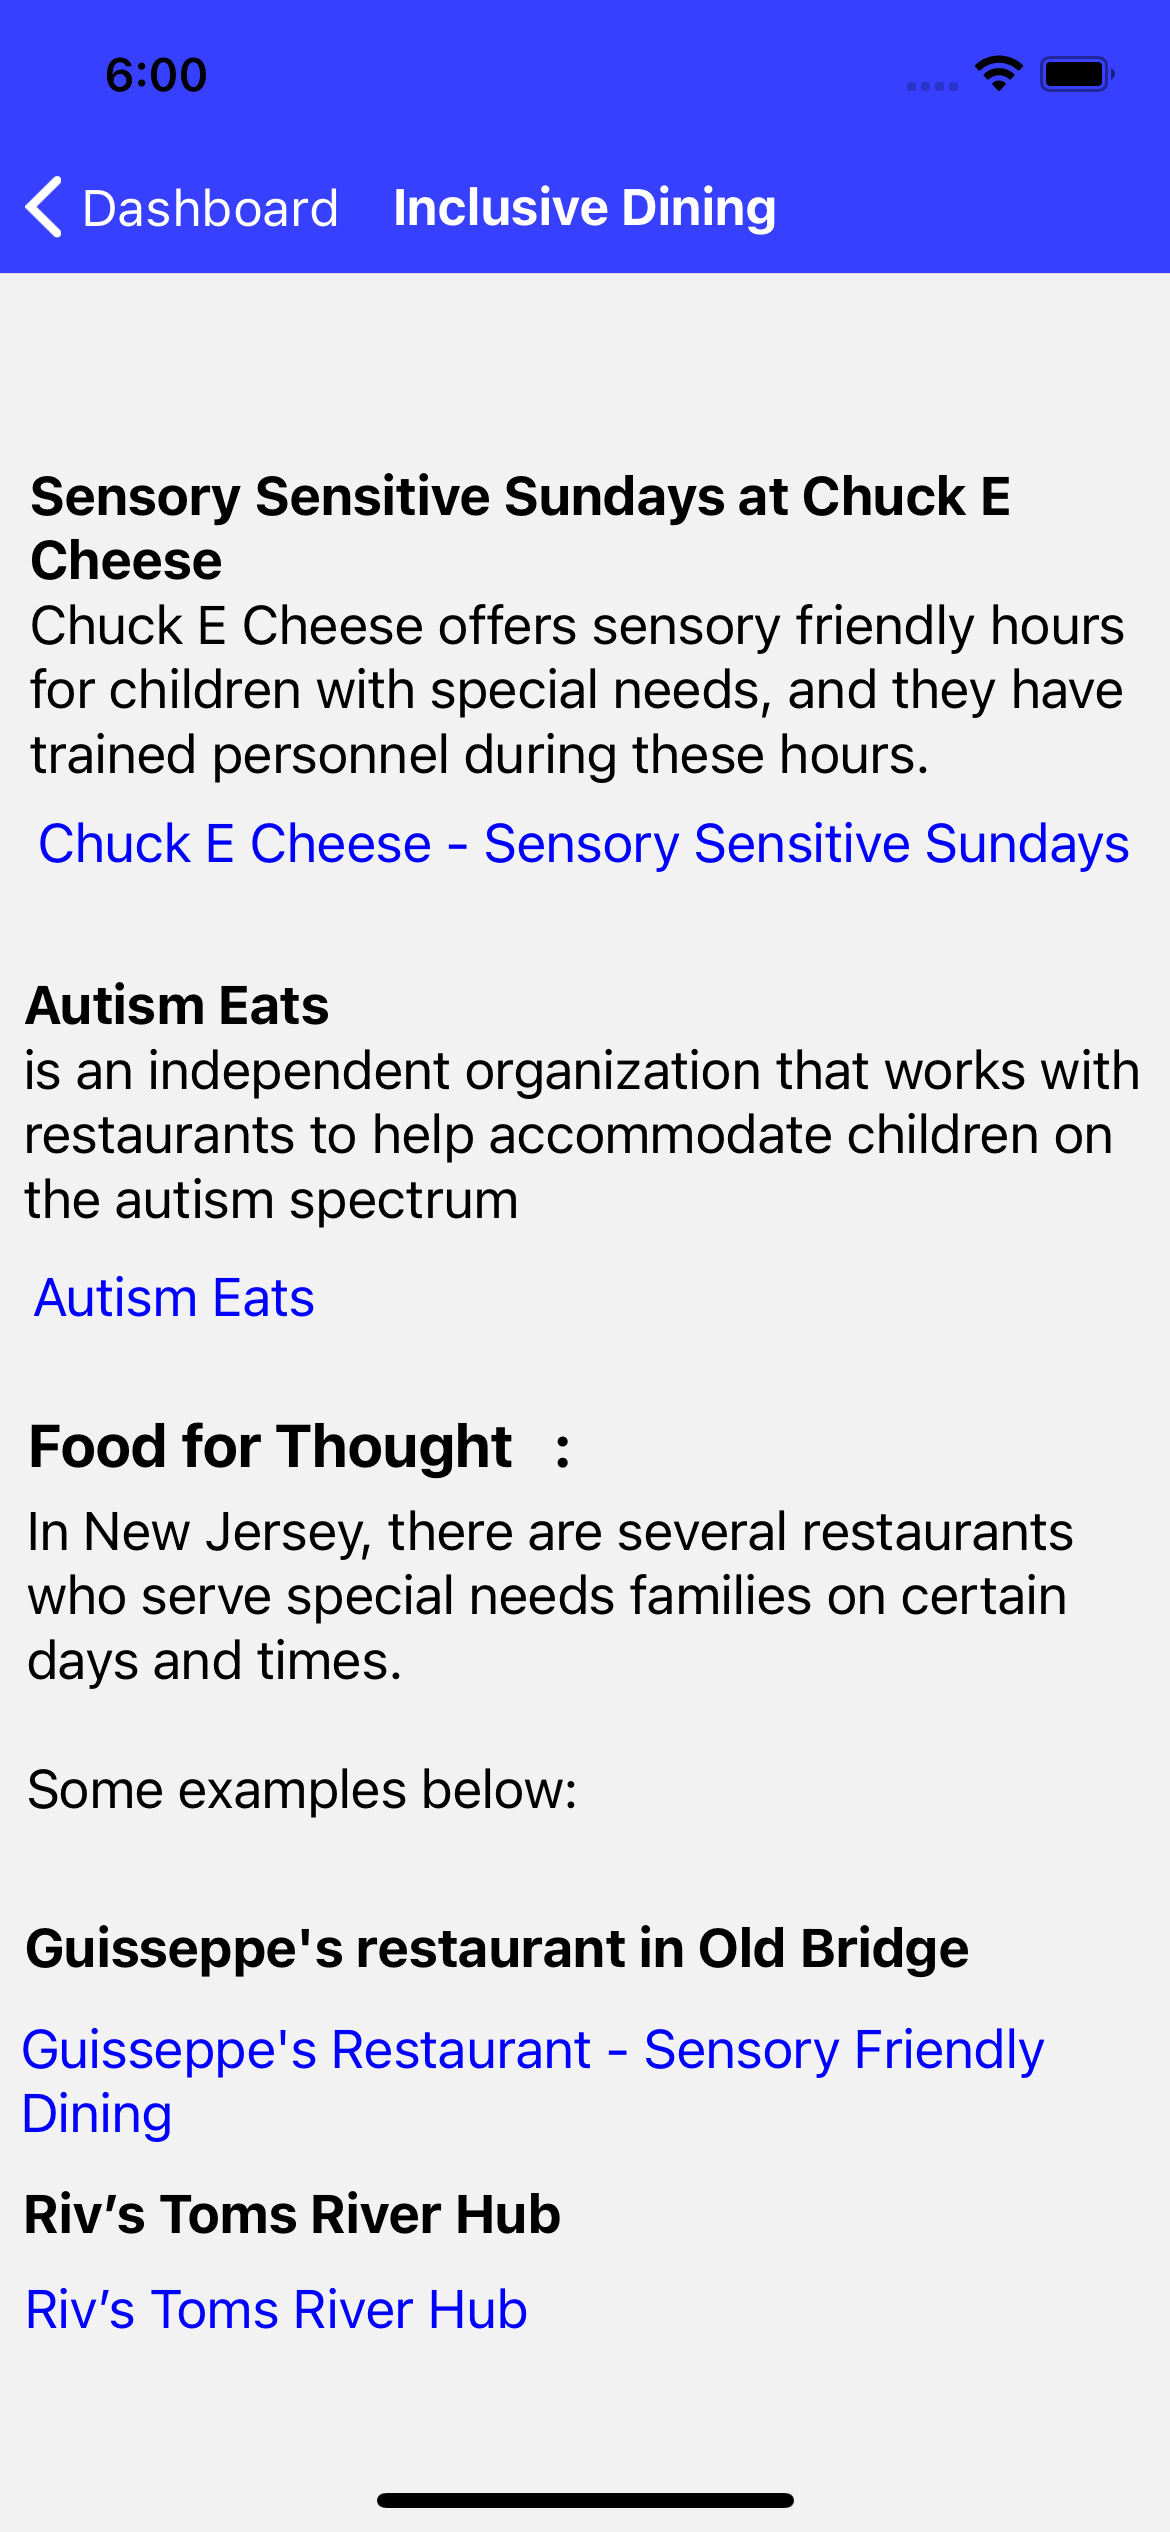 6:00
Dashboard Inclusive Dining
Sensory Sensitive Sundays at Chuck E
Cheese
Chuck E Cheese offers sensory friendly hours
for children with special needs, and they have
trained personnel during these hours.
Chuck E Cheese - Sensory Sensitive Sundays
Autism Eats
is an independent organization that works with
restaurants to help accommodate children on
the autism spectrum
Autism Eats
Food for Thought :
In New Jersey, there are several restaurants
who serve special needs families on certain
days and times.
Some examples below:
Guisseppe's restaurant in Old Bridge
Guisseppe's Restaurant - Sensory Friendly
Dining
Riv’s Toms River Hub
Riv’s Toms River Hub